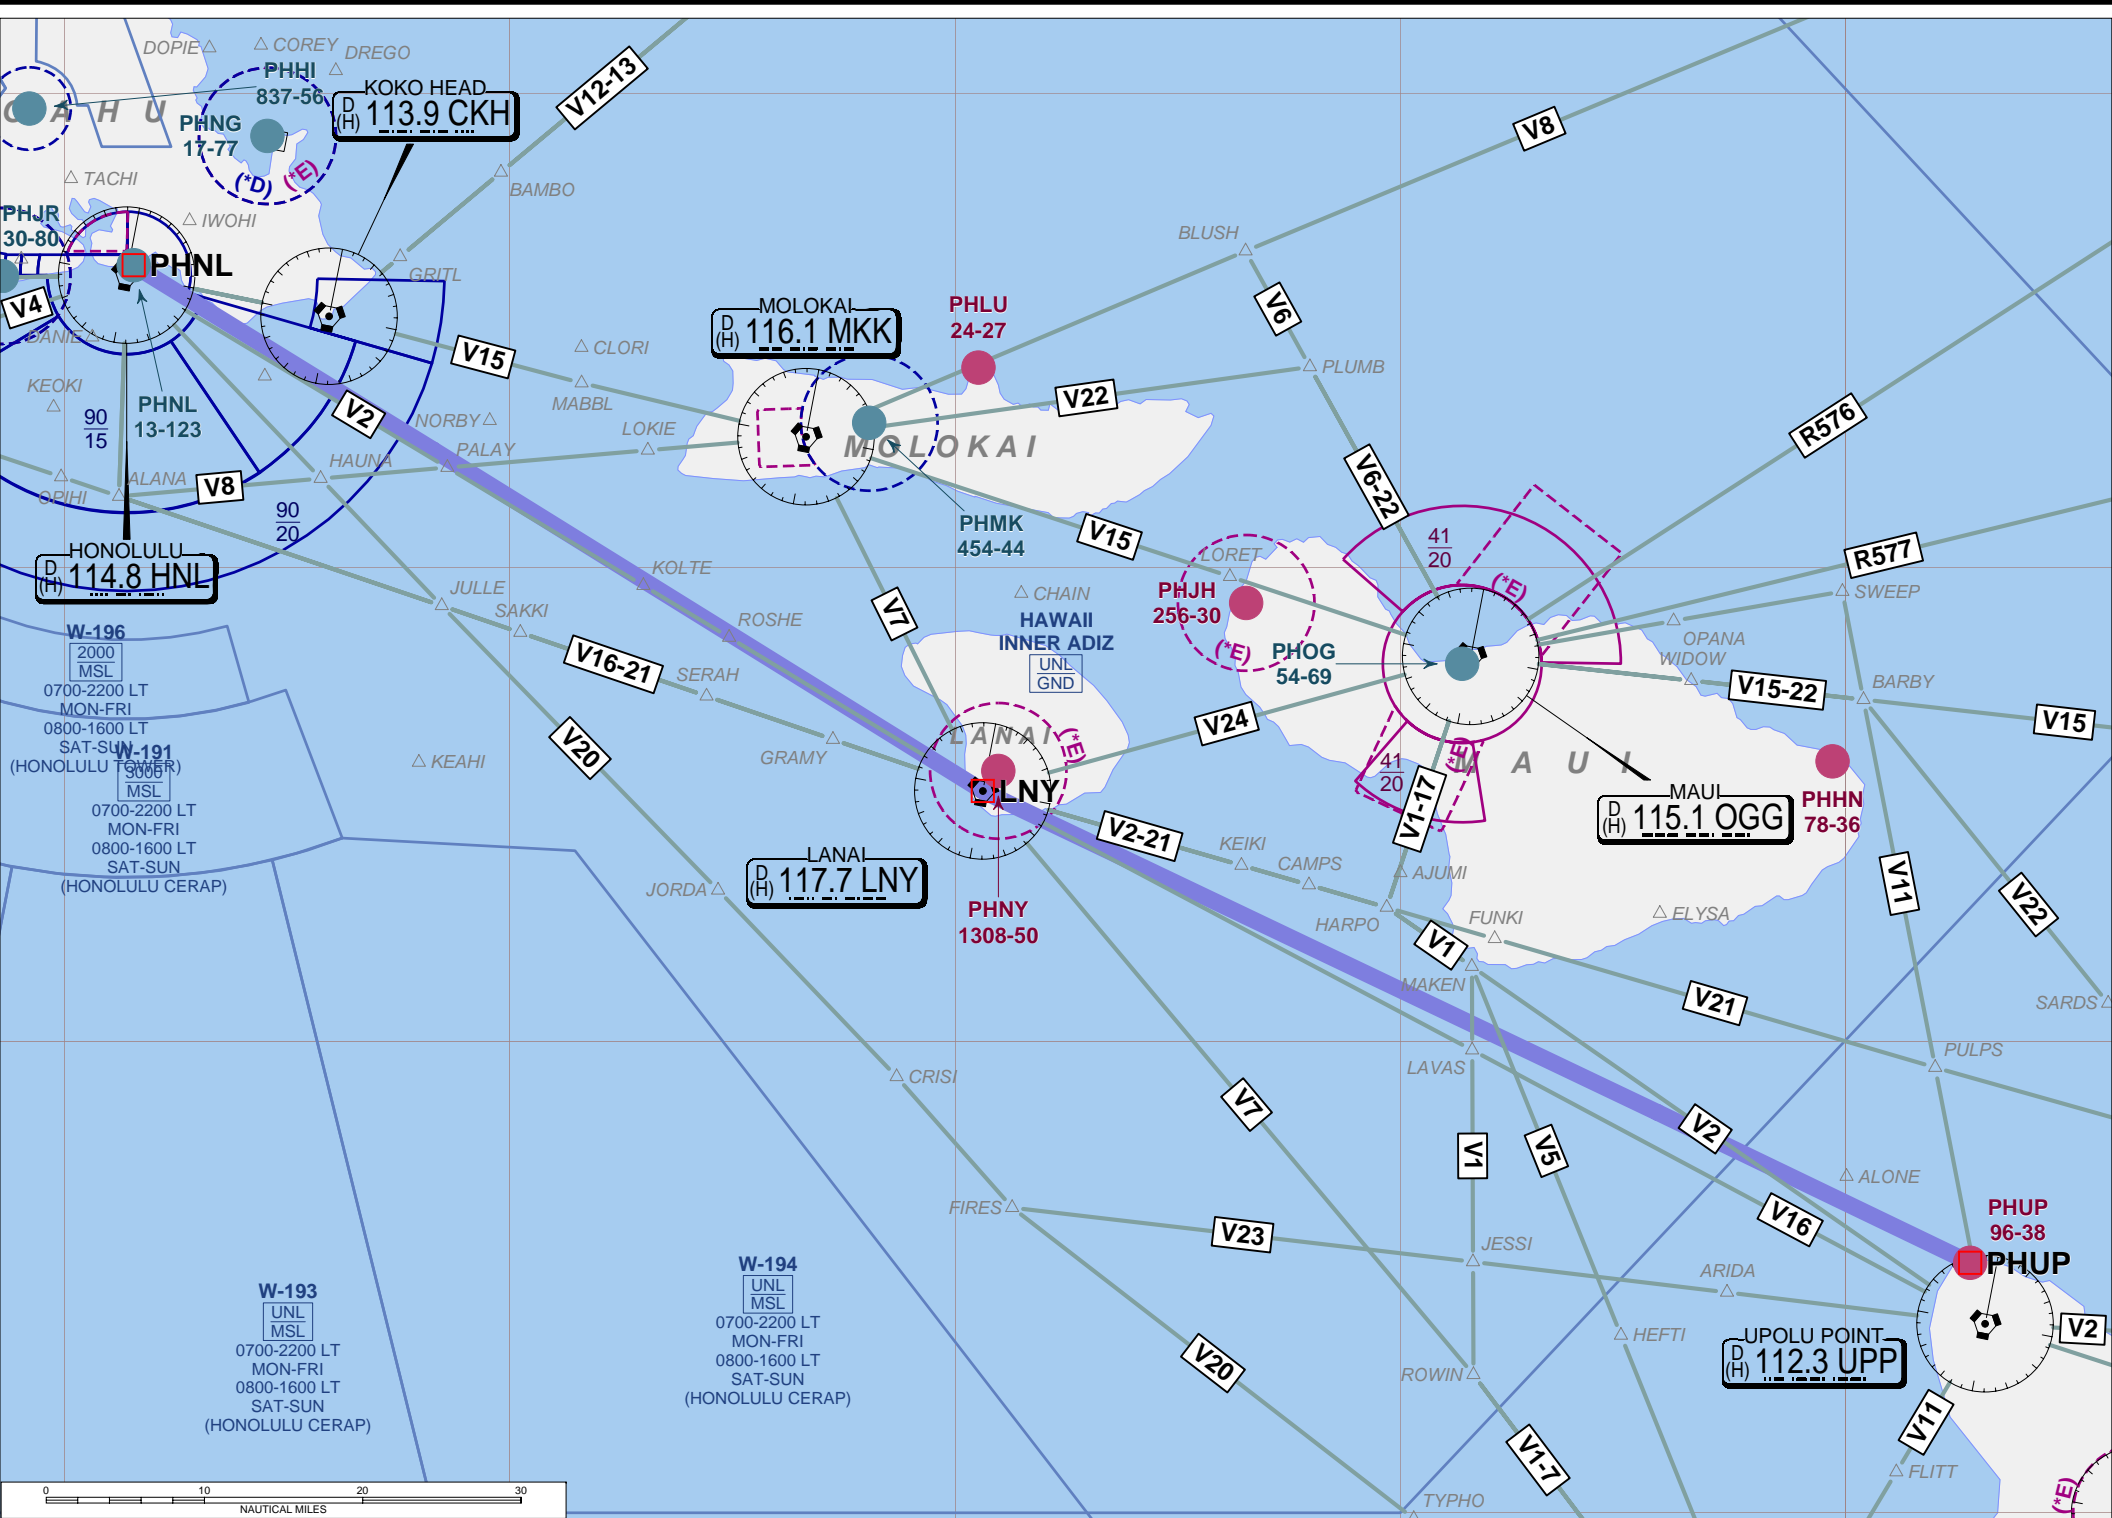 DOPIE
COREY
DREGO
PHHI
837-56
O A H U
PHNG
17-77
KOKO HEAD
D
(H) 113.9 CKH
V12-13
V8
(*D)
(*E)
TACHI
BAMBO
IWOHI
PHJR
30-80
PHNL
GRITL
BLUSH
V4
DANIE
V6
MOLOKAI
D
(H) 116.1 MKK
PHLU
24-27
V15
CLORI
PLUMB
KEOKI
90
15
PHNL
13-123
V2
NORBY
MABBL
V22
LOKIE
MOLOKAI
R576
PALAY
HAUNA
ALANA
OPIHI
V8
V6-22
90
20
PHMK
454-44
V15
41
20
LORET
R577
HONOLULU
D
(H) 114.8 HNL
KOLTE
JULLE
SAKKI
ROSHE
CHAIN
PHJH
256-30
(*E)
(*E)
SWEEP
V7
HAWAII
INNER ADIZ
UNL
GND
PHOG
54-69
OPANA
WIDOW
W-196
2000
MSL
0700-2200 LT
MON-FRI
0800-1600 LT
SAT-SUN
(HONOLULU TOWER)
V16-21
SERAH
BARBY
V15-22
V15
V24
W-191
3000
MSL
0700-2200 LT
MON-FRI
0800-1600 LT
SAT-SUN
(HONOLULU CERAP)
V20
KEAHI
GRAMY
LANAI
(*E)
LNY
(*E)
41
20
M A U I
V1-17
MAUI
D
(H) 115.1 OGG
PHHN
78-36
V2-21
LANAI
D
(H) 117.7 LNY
KEIKI
CAMPS
AJUMI
JORDA
PHNY
1308-50
HARPO
FUNKI
ELYSA
V11
V22
V1
MAKEN
V21
SARDS
PULPS
LAVAS
CRISI
V7
V2
V1
V5
ALONE
FIRES
V23
V16
PHUP
96-38
JESSI
PHUP
W-194
UNL
MSL
0700-2200 LT
MON-FRI
0800-1600 LT
SAT-SUN
(HONOLULU CERAP)
ARIDA
W-193
UNL
MSL
0700-2200 LT
MON-FRI
0800-1600 LT
SAT-SUN
(HONOLULU CERAP)
HEFTI
UPOLU POINT
D
(H) 112.3 UPP
V2
V20
ROWIN
V11
V1-7
FLITT
TYPHO
(*E)
0 10 20 30
NAUTICAL MILES